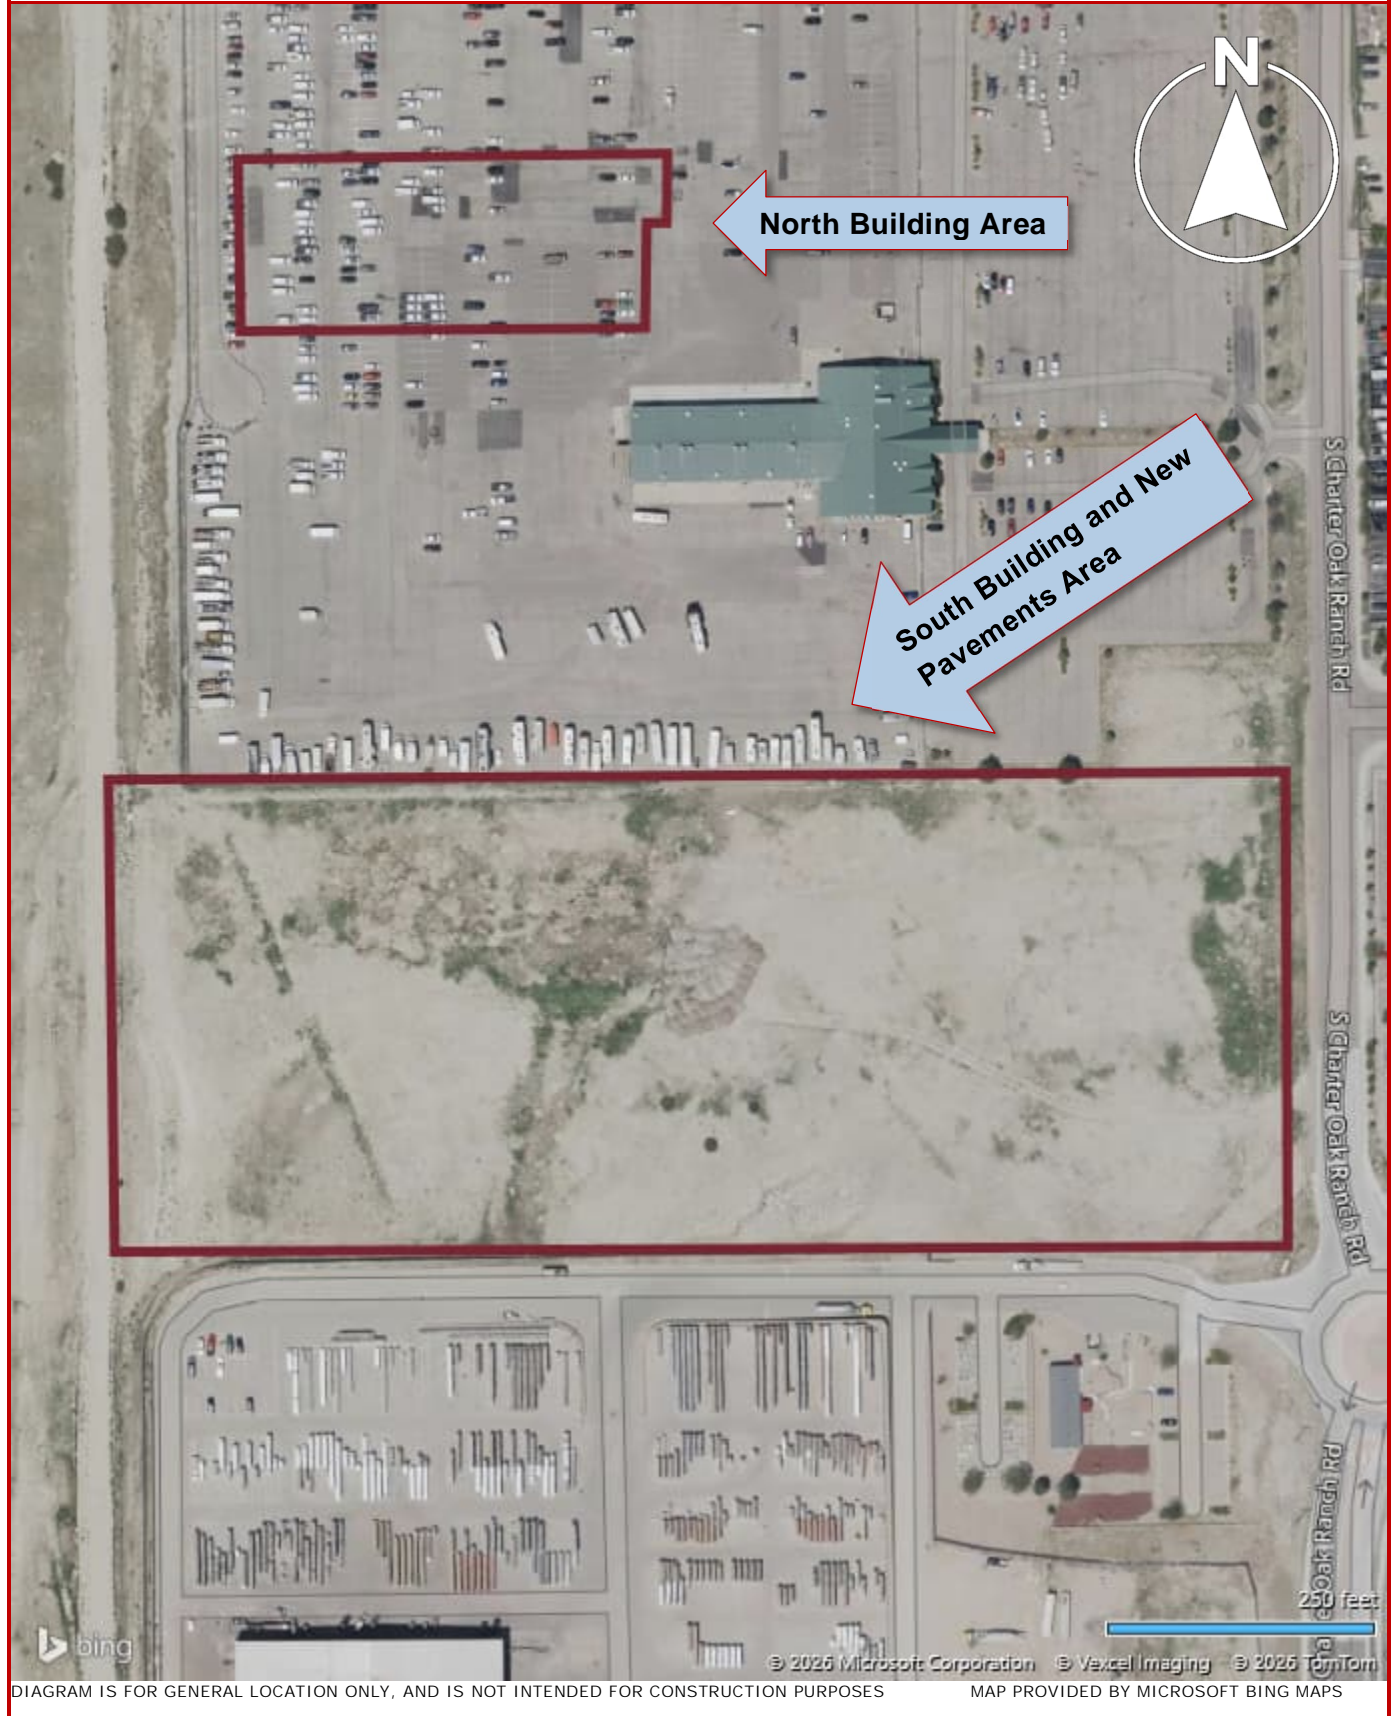 N
North Building Area
South Building and New
Pavements Area
S Charter Oak Ranch Rd
S Charter Oak Ranch Rd
Oak Ranch Rd
250 feet
bing
© 2025 Microsoft Corporation © Vexcel Imaging © 2025 TomTom
DIAGRAM IS FOR GENERAL LOCATION ONLY, AND IS NOT INTENDED FOR CONSTRUCTION PURPOSES MAP PROVIDED BY MICROSOFT BING MAPS